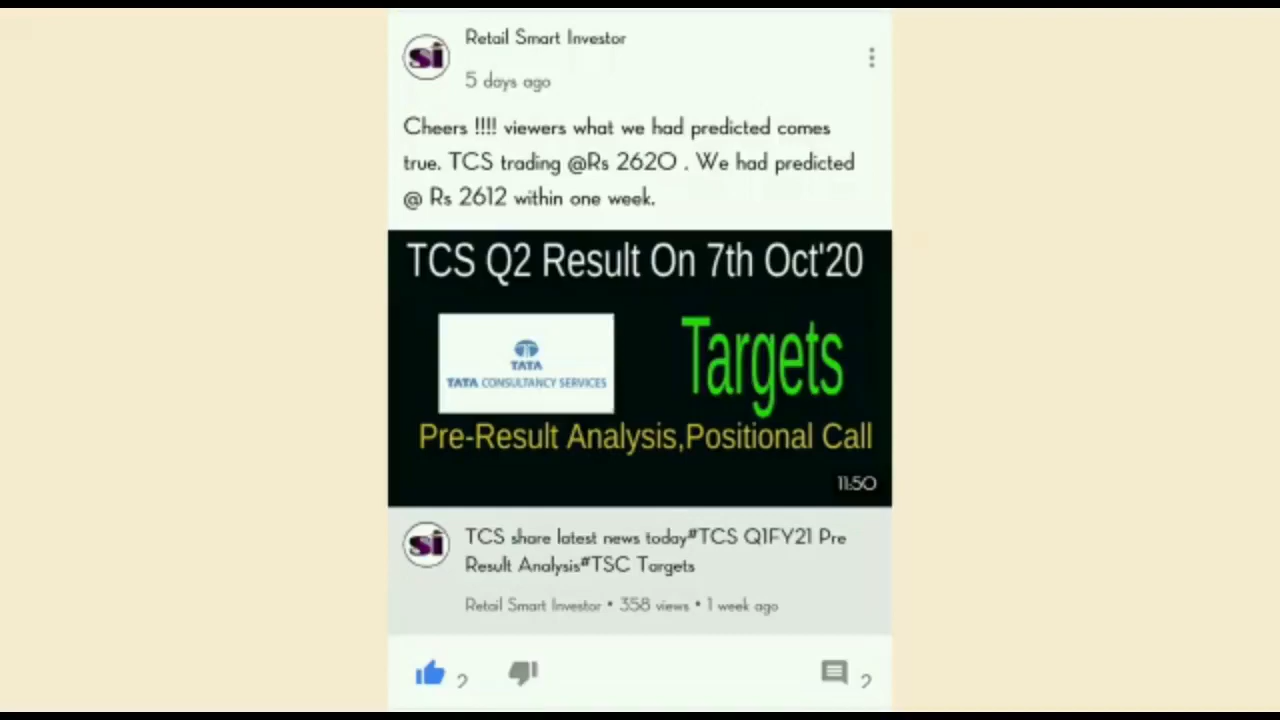 si
Retail Smart Investor
5 days ago
Cheers !!!! viewers what we had predicted comes
true. TCS trading @Rs 2620 . We had predicted
@ Rs 2612 within one week.
TCS Q2 Result On 7th Oct'20
TATA
TATA CONSULTANCY SERVICES
Targets
Pre-Result Analysis,Positional Call
11:50
si
TCS share latest news today#TCS Q1FY21 Pre
Result Analysis#TSC Targets
Retail Smart Investor • 358 views • 1 week ago
2
2